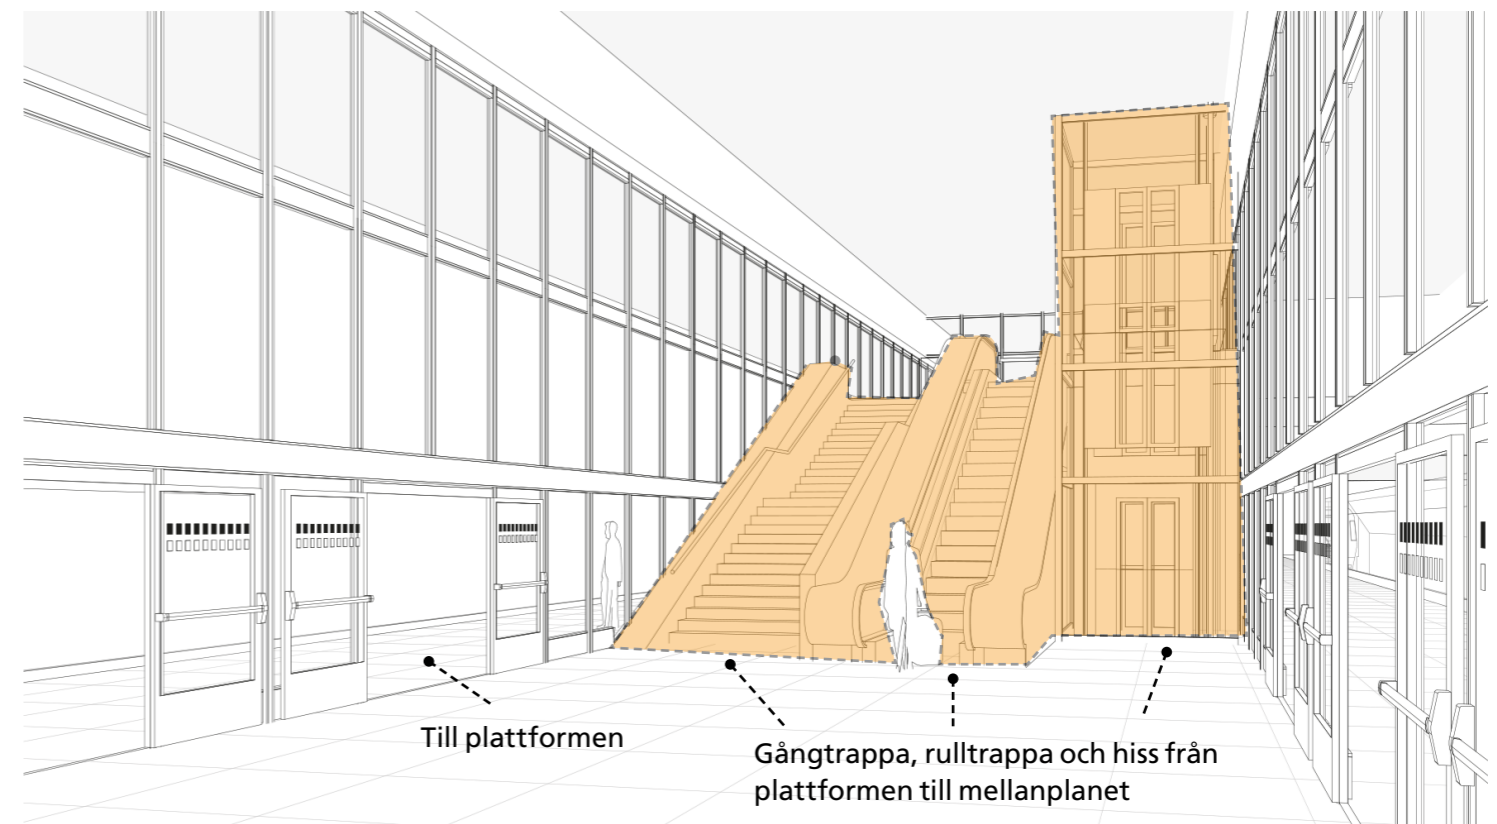 Till plattformen
Gångtrappa, rulltrappa och hiss från
plattformen till mellanplanet